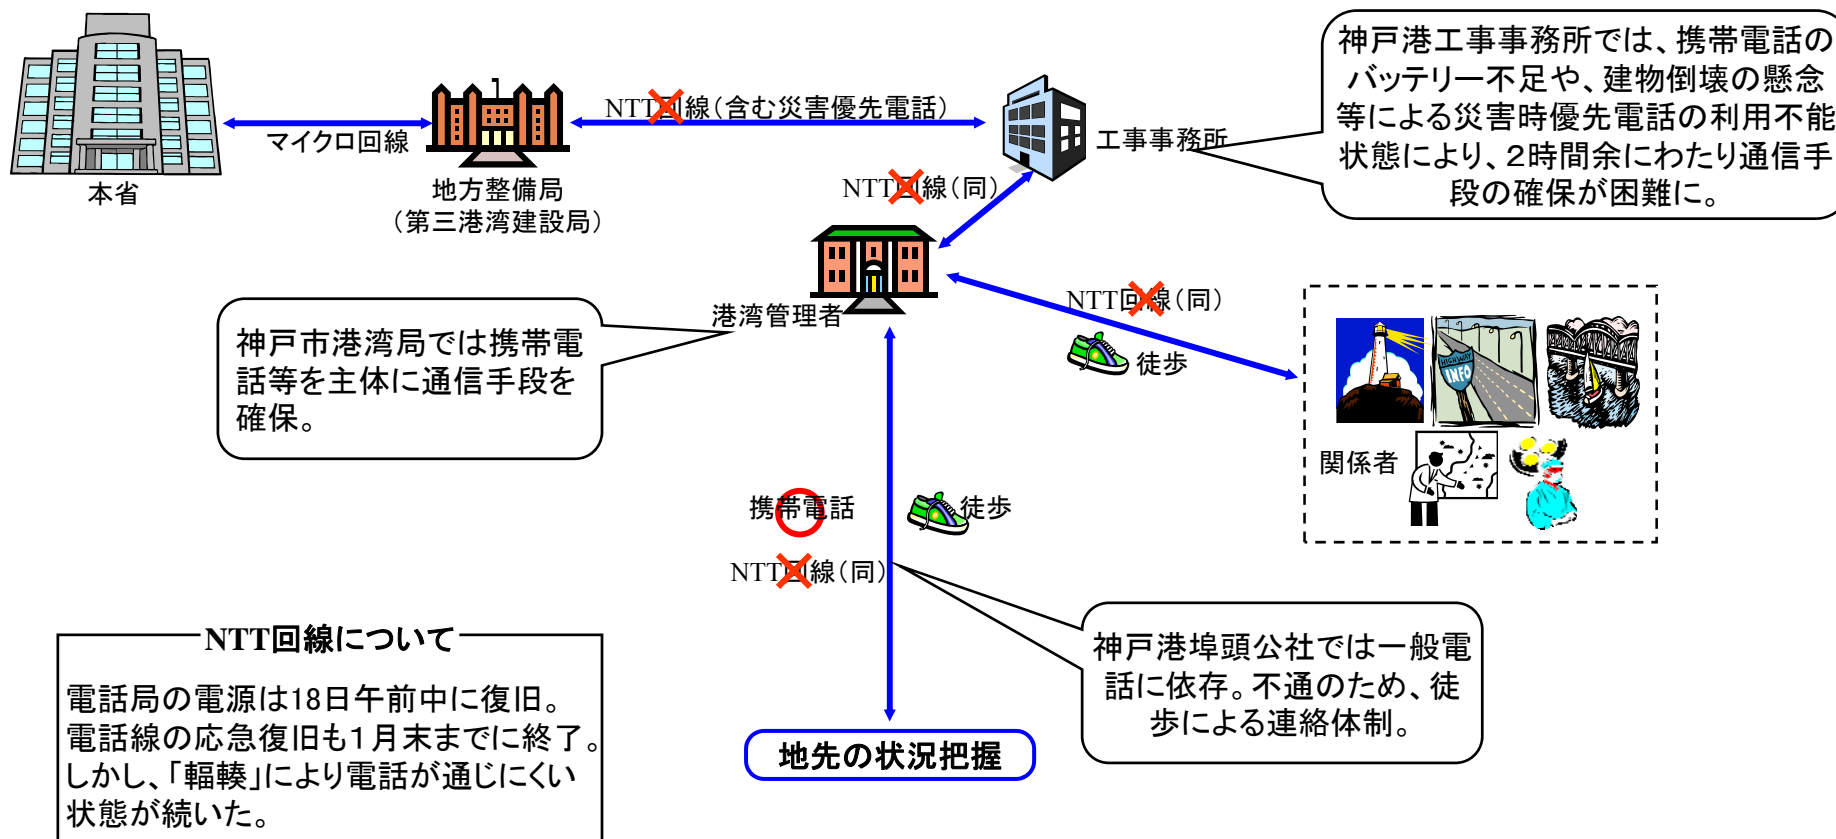 神戸港工事事務所では、携帯電話の
バッテリー不足や、建物倒壊の懸念
等による災害時優先電話の利用不能
状態により、2時間余にわたり通信手
段の確保が困難に。
NTT回線(含む災害優先電話)
マイクロ回線
工事事務所
本省
地方整備局
(第三港湾建設局)
NTT回線(同)
港湾管理者
NTT回線(同)
徒歩
神戸市港湾局では携帯電
話等を主体に通信手段を
確保。
HIGHWAY
INFO
関係者
携帯電話
徒歩
NTT回線(同)
神戸港埠頭公社では一般電
話に依存。不通のため、徒
歩による連絡体制。
地先の状況把握
NTT回線について
電話局の電源は18日午前中に復旧。
電話線の応急復旧も1月末までに終了。
しかし、「輻輳」により電話が通じにくい
状態が続いた。